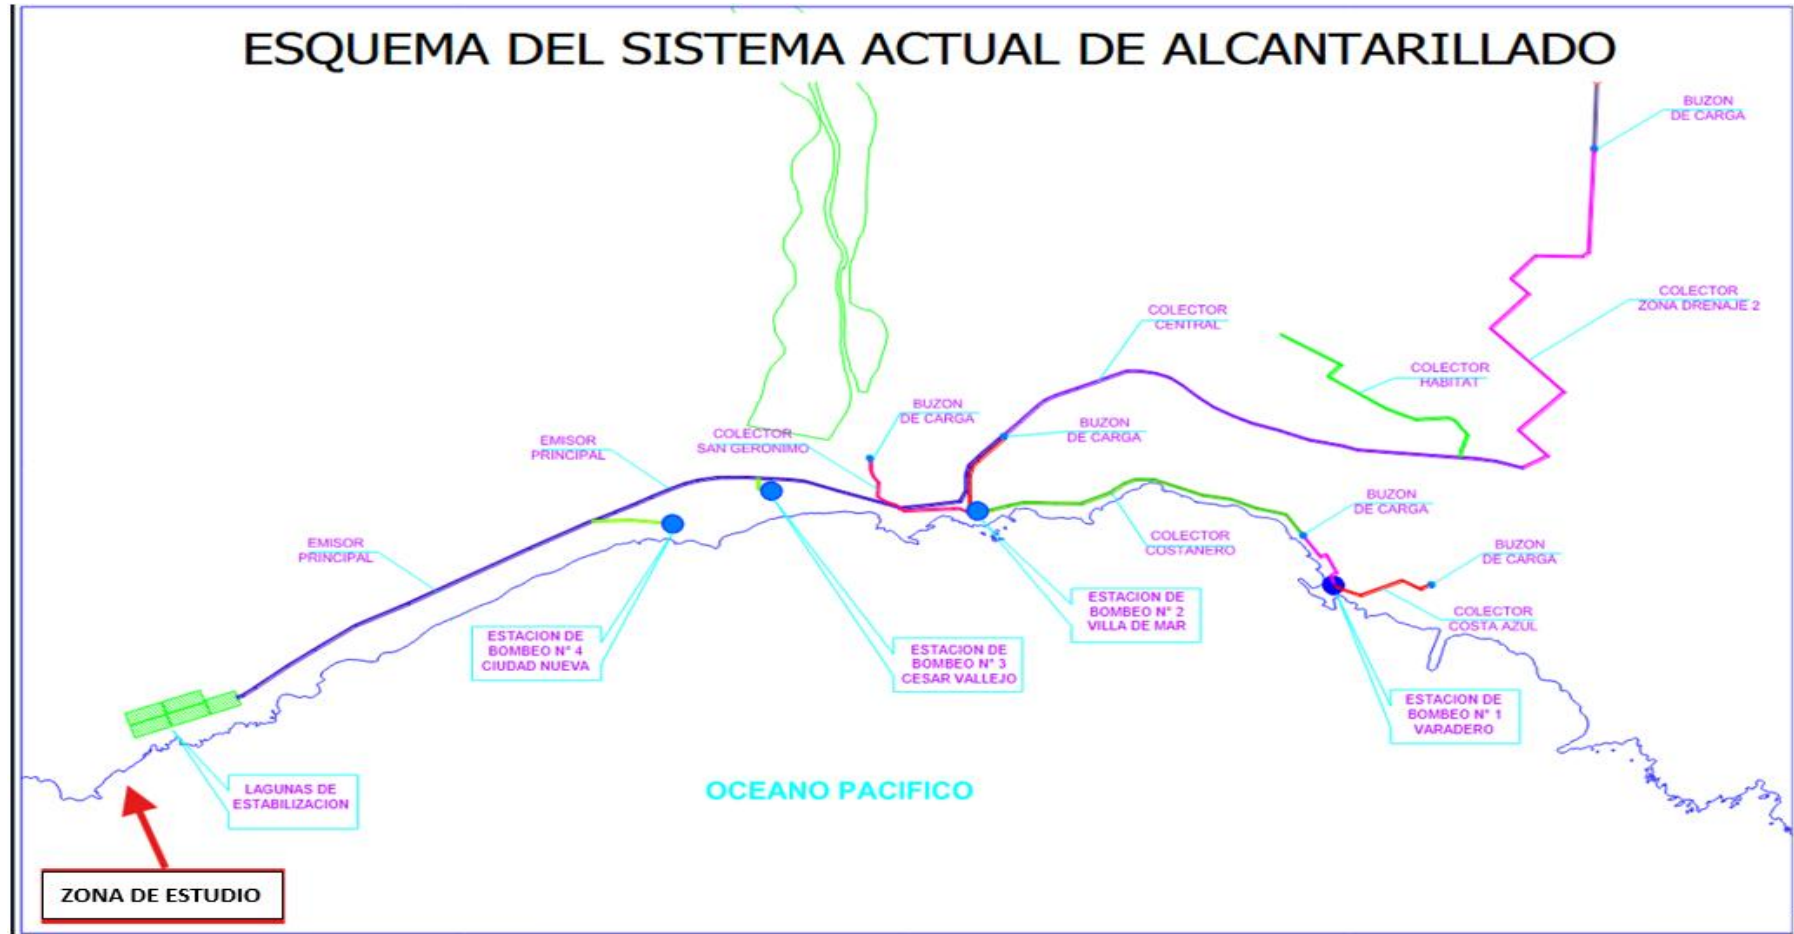 ESQUEMA DEL SISTEMA ACTUAL DE ALCANTARILLADO
BUZON
DE CARGA
COLECTOR
ZONA DRENAJE 2
COLECTOR
CENTRAL
COLECTOR
HABITAT
BUZON
DE CARGA
BUZON
DE CARGA
COLECTOR
SAN GERONIMO
EMISOR
PRINCIPAL
BUZON
DE CARGA
COLECTOR
COSTANERO
EMISOR
PRINCIPAL
BUZON
DE CARGA
COLECTOR
COSTA AZUL
ESTACION DE
BOMBEO N° 2
VILLA DE MAR
ESTACION DE
BOMBEO N° 4
CIUDAD NUEVA
ESTACION DE
BOMBEO N° 3
CESAR VALLEJO
ESTACION DE
BOMBEO N° 1
VARADERO
LAGUNAS DE
ESTABILIZACION
OCEANO PACIFICO
ZONA DE ESTUDIO